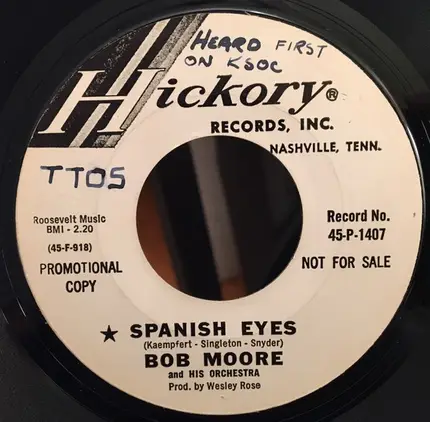 HEARD FIRST
ON KSOC
Hickory®
RECORDS, INC.
NASHVILLE, TENN.
TTOS
Roosevelt Music
BMI - 2.20
(45-F-918)
PROMOTIONAL
COPY
Record No.
45-P-1407
NOT FOR SALE
★ SPANISH EYES
(Kaempfert - Singleton - Snyder)
BOB MOORE
and HIS ORCHESTRA
Prod. by Wesley Rose